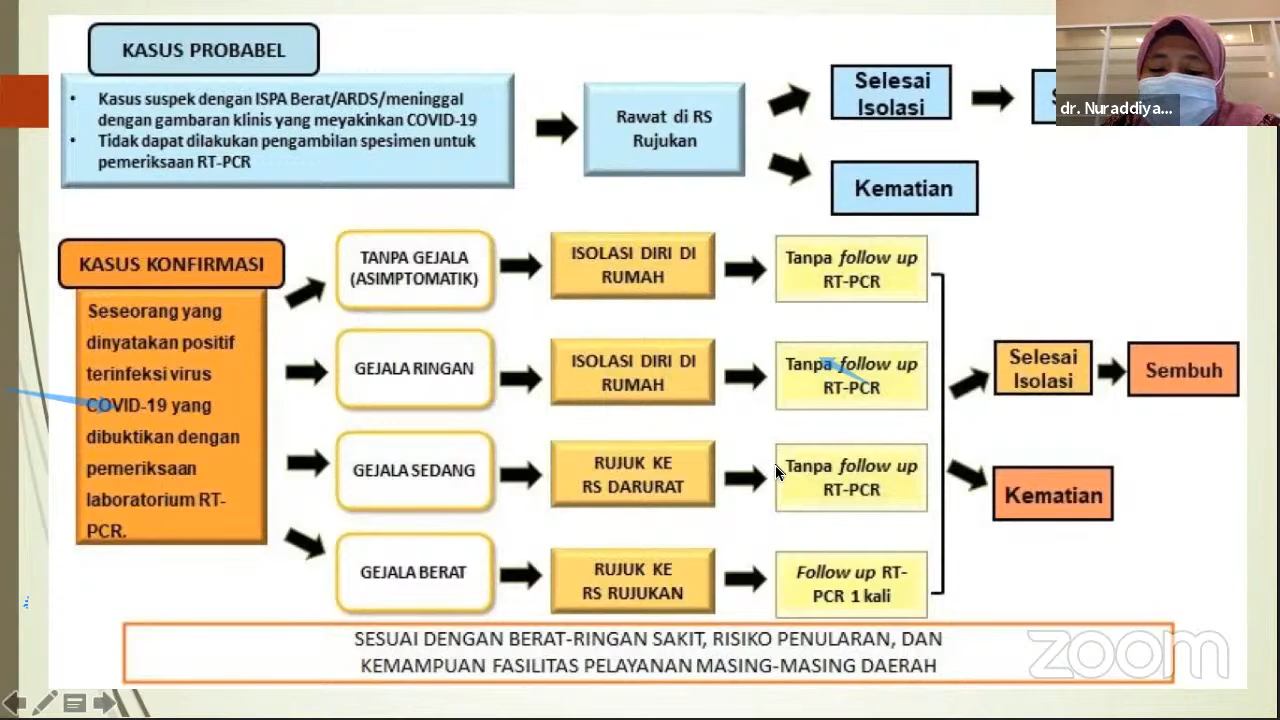 KASUS PROBABEL
• Kasus suspek dengan ISPA Berat/ARDS/meninggal
dengan gambaran klinis yang meyakinkan COVID-19
• Tidak dapat dilakukan pengambilan spesimen untuk
pemeriksaan RT-PCR
Rawat di RS
Rujukan
Selesai
Isolasi
Kematian
dr. Nuraddiya...
KASUS KONFIRMASI
Seseorang yang
dinyatakan positif
terinfeksi virus
COVID-19 yang
dibuktikan dengan
pemeriksaan
laboratorium RT-
PCR.
TANPA GEJALA
(ASIMPTOMATIK)
ISOLASI DIRI DI
RUMAH
Tanpa follow up
RT-PCR
GEJALA RINGAN
ISOLASI DIRI DI
RUMAH
Tanpa follow up
RT-PCR
GEJALA SEDANG
RUJUK KE
RS DARURAT
Tanpa follow up
RT-PCR
GEJALA BERAT
RUJUK KE
RS RUJUKAN
Follow up RT-
PCR 1 kali
Selesai
Isolasi
Sembuh
Kematian
SESUAI DENGAN BERAT-RINGAN SAKIT, RISIKO PENULARAN, DAN
KEMAMPUAN FASILITAS PELAYANAN MASING-MASING DAERAH
zoom